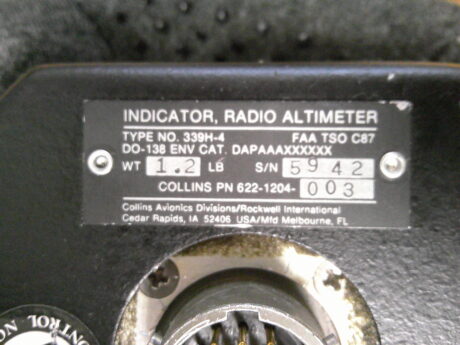 INDICATOR, RADIO ALTIMETER
TYPE NO. 339H-4 FAA TSO C87
DO-138 ENV CAT. DAPAAAXXXXXX
WT 1.2 LB S/N 5942
COLLINS PN 622-1204-003
Collins Avionics Divisions/Rockwell International
Cedar Rapids, IA 52406 USA/Mfd Melbourne, FL
CONTROL NO